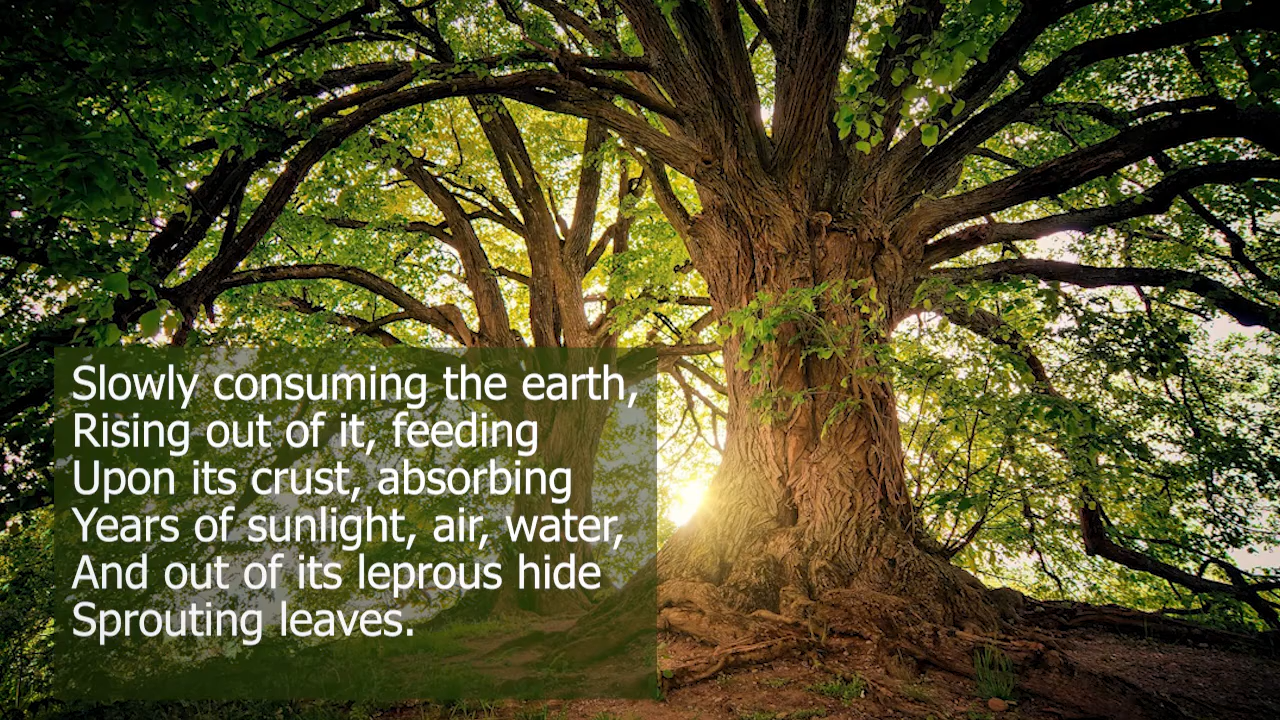 Slowly consuming the earth,
Rising out of it, feeding
Upon its crust, absorbing
Years of sunlight, air, water,
And out of its leprous hide
Sprouting leaves.